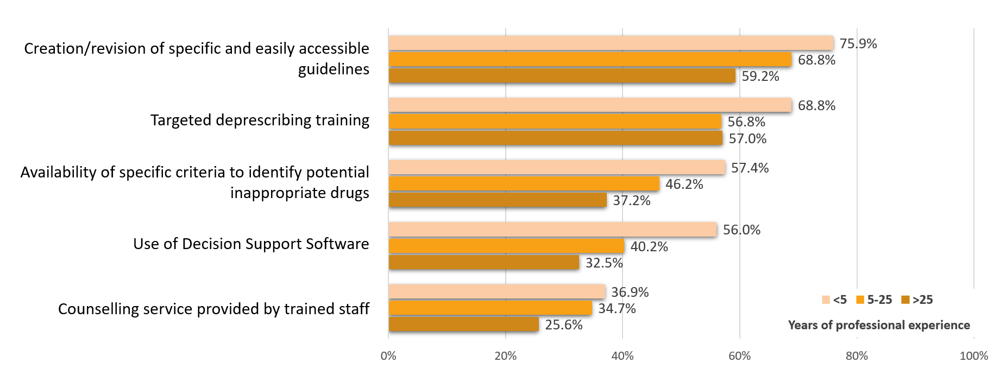 Creation/revision of specific and easily accessible
guidelines
75.9%
68.8%
59.2%
Targeted deprescribing training
68.8%
56.8%
57.0%
Availability of specific criteria to identify potential
inappropriate drugs
57.4%
46.2%
37.2%
Use of Decision Support Software
56.0%
40.2%
32.5%
Counselling service provided by trained staff
36.9%
34.7%
25.6%
<5 5-25 >25
Years of professional experience
0% 20% 40% 60% 80% 100%